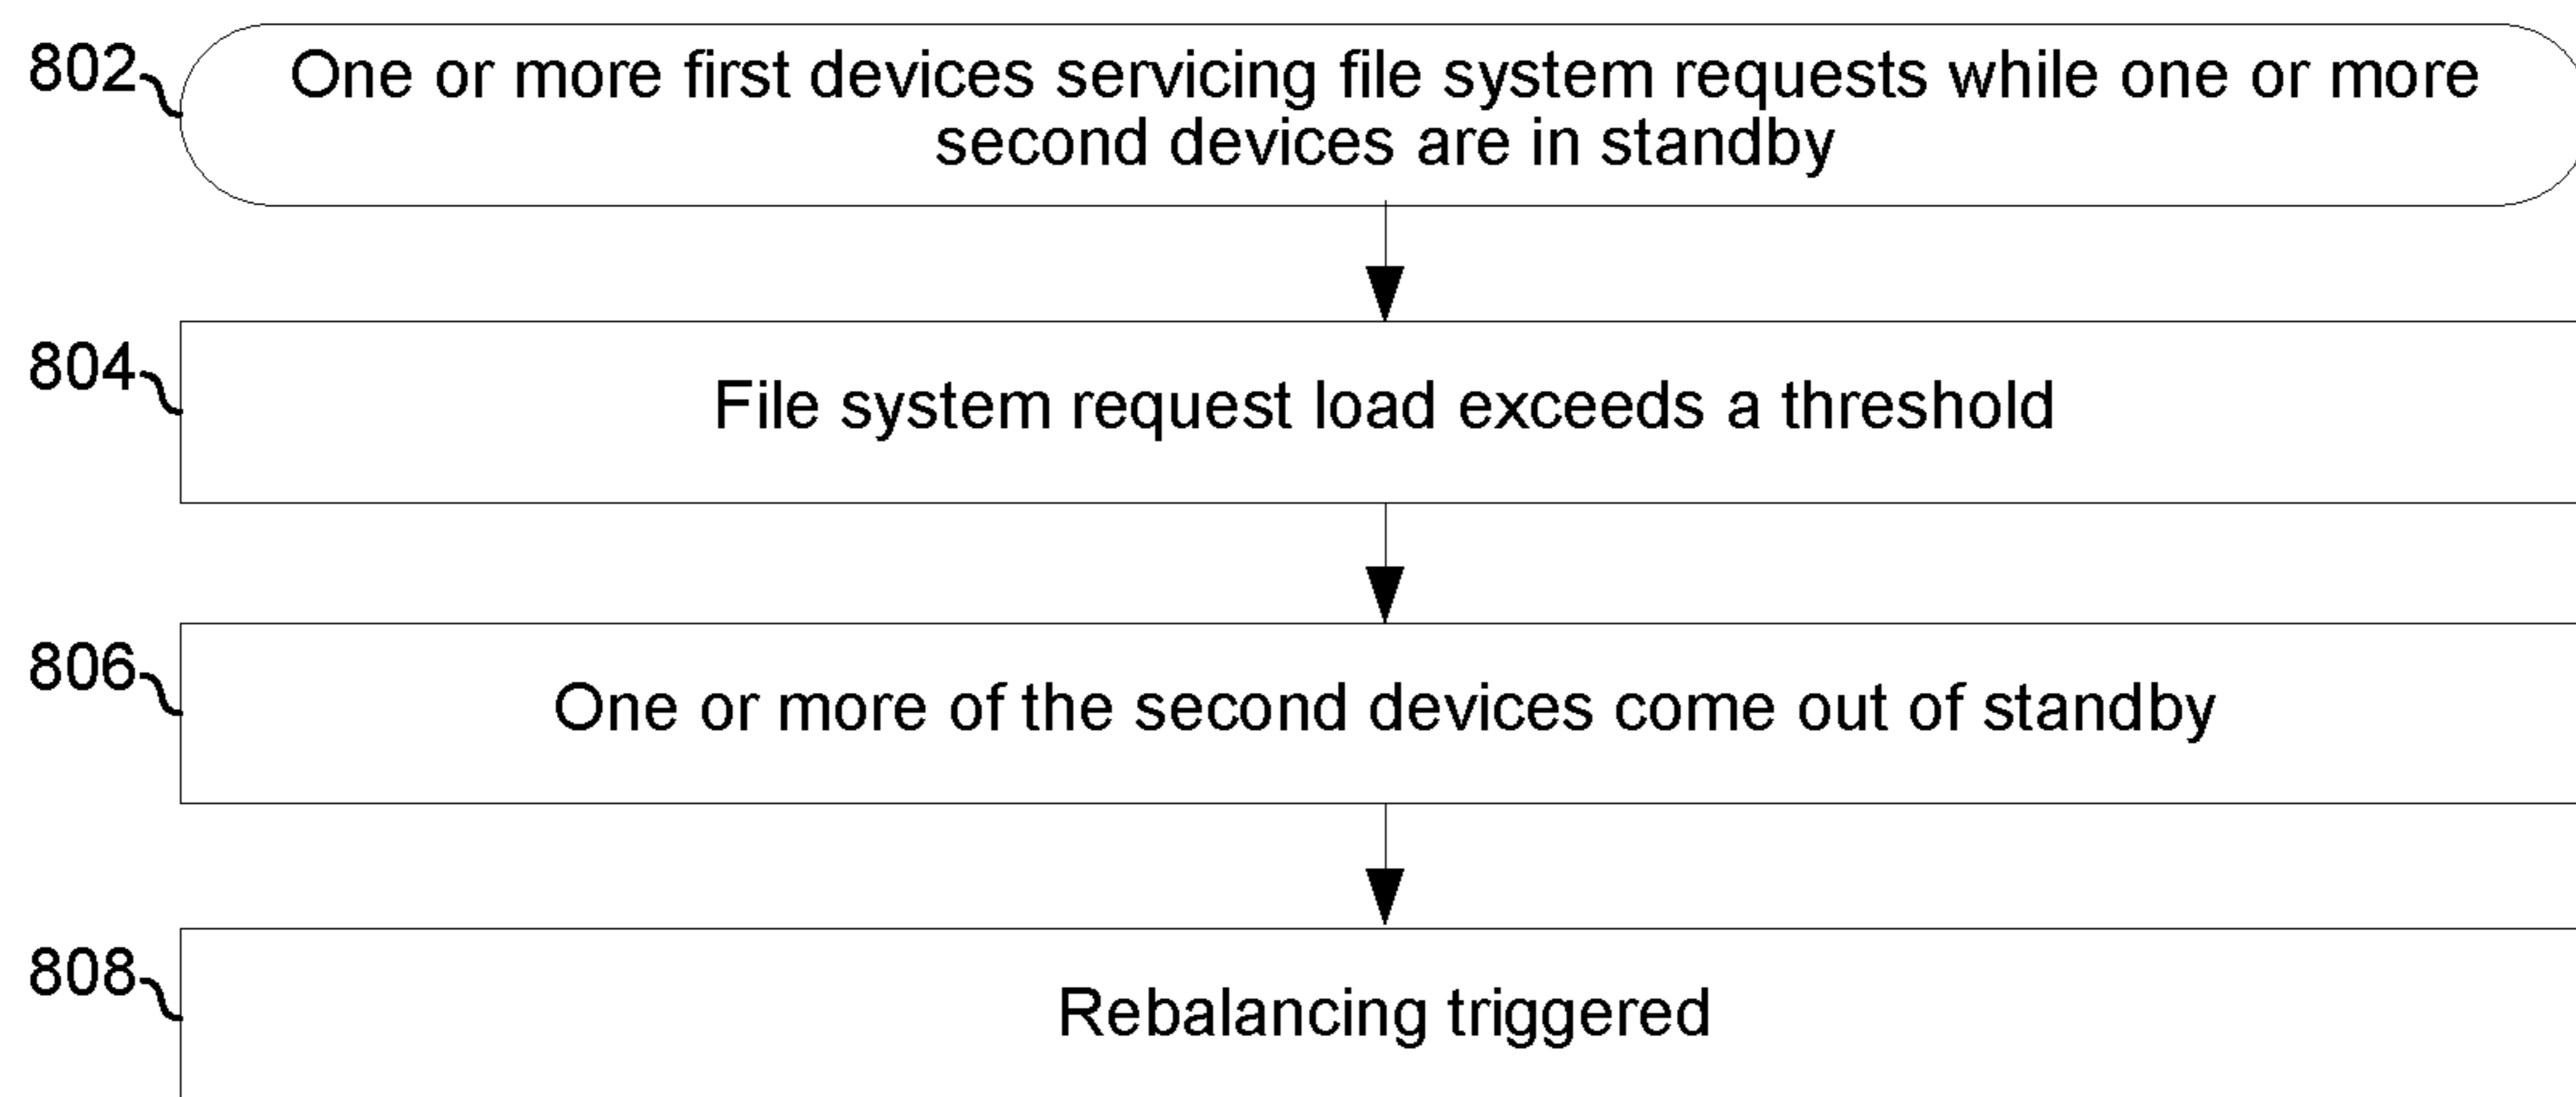 802
One or more first devices servicing file system requests while one or more
second devices are in standby
804
File system request load exceeds a threshold
806
One or more of the second devices come out of standby
808
Rebalancing triggered